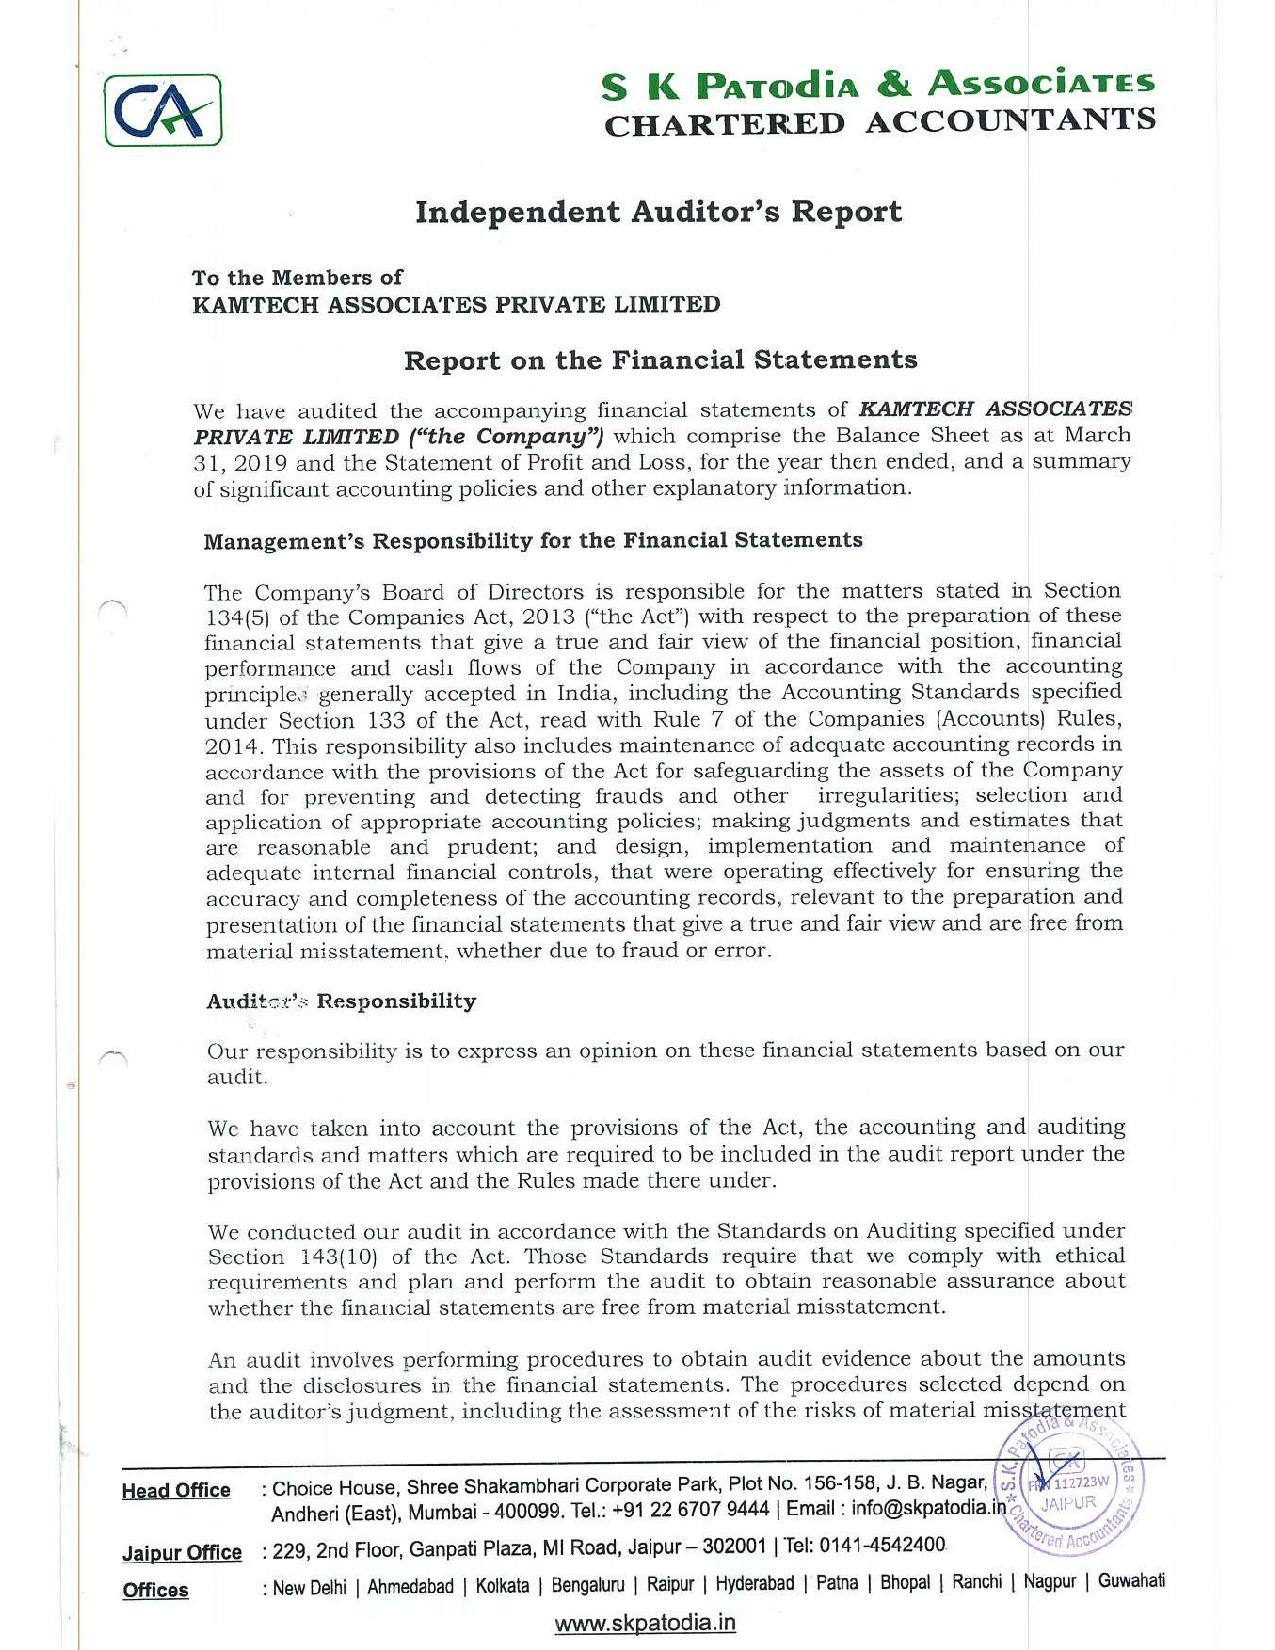 CA
S K Patodia & Associates
CHARTERED ACCOUNTANTS
Independent Auditor's Report
To the Members of
KAMTECH ASSOCIATES PRIVATE LIMITED
Report on the Financial Statements
We have audited the accompanying financial statements of KAMTECH ASSOCIATES
PRIVATE LIMITED (“the Company”) which comprise the Balance Sheet as at March
31, 2019 and the Statement of Profit and Loss, for the year then ended, and a summary
of significant accounting policies and other explanatory information.
Management's Responsibility for the Financial Statements
The Company's Board of Directors is responsible for the matters stated in Section
134(5) of the Companies Act, 2013 (“the Act”) with respect to the preparation of these
financial statements that give a true and fair view of the financial position, financial
performance and cash flows of the Company in accordance with the accounting
principles generally accepted in India, including the Accounting Standards specified
under Section 133 of the Act, read with Rule 7 of the Companies (Accounts) Rules,
2014. This responsibility also includes maintenance of adequate accounting records in
accordance with the provisions of the Act for safeguarding the assets of the Company
and for preventing and detecting frauds and other irregularities; selection and
application of appropriate accounting policies; making judgments and estimates that
are reasonable and prudent; and design, implementation and maintenance of
adequate internal financial controls, that were operating effectively for ensuring the
accuracy and completeness of the accounting records, relevant to the preparation and
presentation of the financial statements that give a true and fair view and are free from
material misstatement, whether due to fraud or error.
Auditor's Responsibility
Our responsibility is to express an opinion on these financial statements based on our
audit.
We have taken into account the provisions of the Act, the accounting and auditing
standards and matters which are required to be included in the audit report under the
provisions of the Act and the Rules made there under.
We conducted our audit in accordance with the Standards on Auditing specified under
Section 143(10) of the Act. Those Standards require that we comply with ethical
requirements and plan and perform the audit to obtain reasonable assurance about
whether the financial statements are free from material misstatement.
An audit involves performing procedures to obtain audit evidence about the amounts
and the disclosures in the financial statements. The procedures selected depend on
the auditor's judgment, including the assessment of the risks of material misstatement
S.K. Patodia & Associates
CA
FRN 112723W
JAIPUR
* Chartered Accountants *
Head Office : Choice House, Shree Shakambhari Corporate Park, Plot No. 156-158, J. B. Nagar,
Andheri (East), Mumbai - 400099. Tel.: +91 22 6707 9444 | Email : info@skpatodia.in
Jaipur Office : 229, 2nd Floor, Ganpati Plaza, MI Road, Jaipur – 302001 | Tel: 0141-4542400
Offices : New Delhi | Ahmedabad | Kolkata | Bengaluru | Raipur | Hyderabad | Patna | Bhopal | Ranchi | Nagpur | Guwahati
www.skpatodia.in